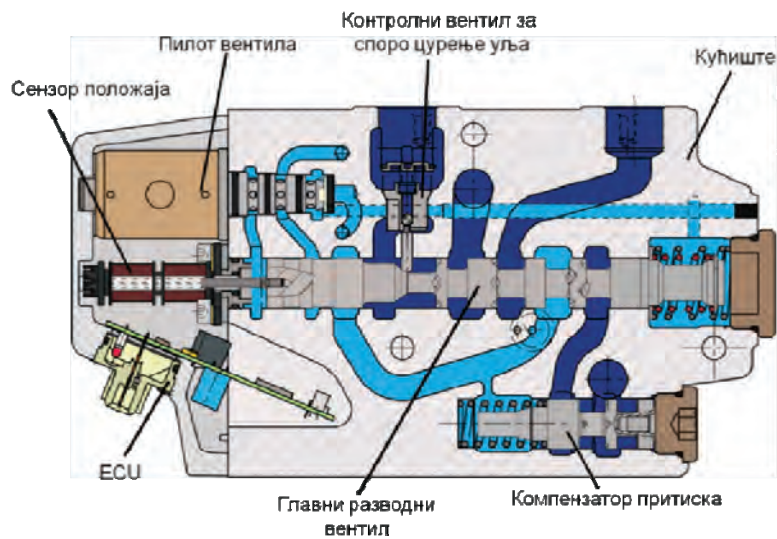 Контролни вентил за
споро цурење уља
Пилот вентила
Кућиште
Сензор положаја
ECU
Главни разводни
вентил
Компензатор притиска